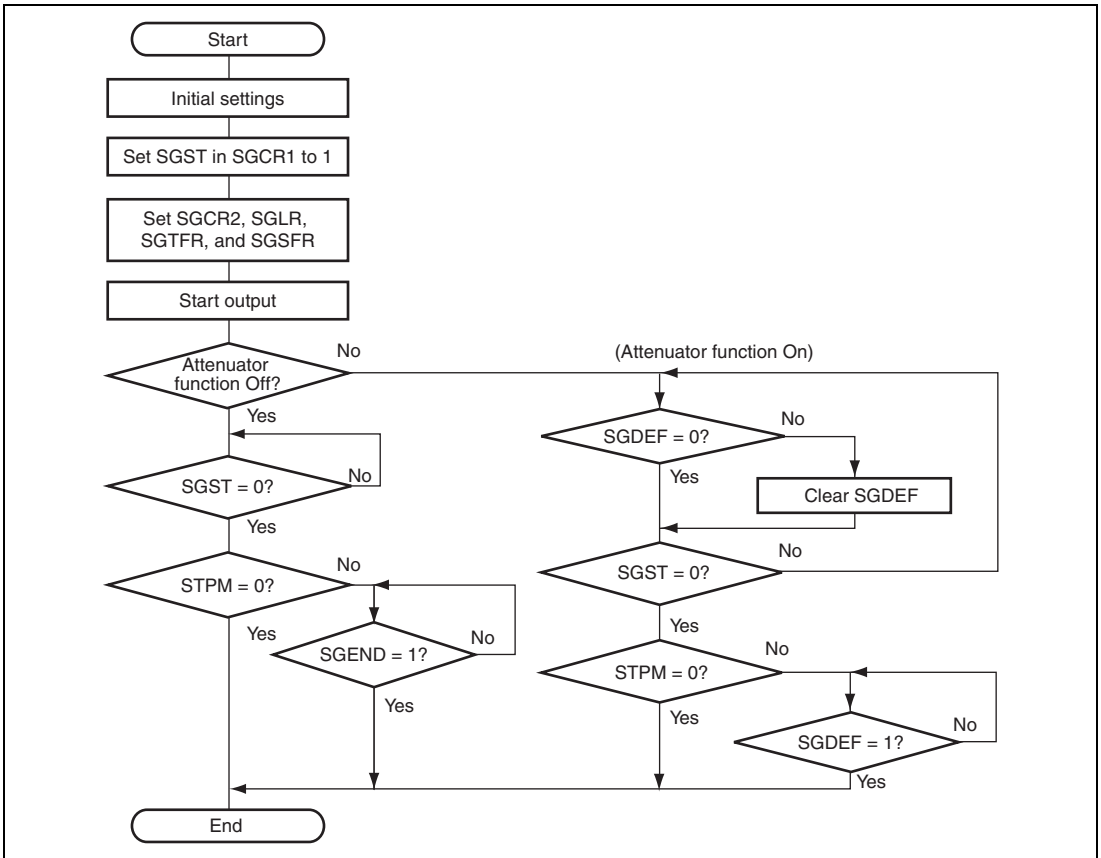 Start
Initial settings
Set SGST in SGCR1 to 1
Set SGCR2, SGLR,
SGTFR, and SGSFR
Start output
Attenuator
function Off?
No
Yes
SGST = 0?
No
Yes
STPM = 0?
No
Yes
SGEND = 1?
No
Yes
(Attenuator function On)
SGDEF = 0?
No
Yes
Clear SGDEF
SGST = 0?
No
Yes
STPM = 0?
No
Yes
SGDEF = 1?
No
Yes
End